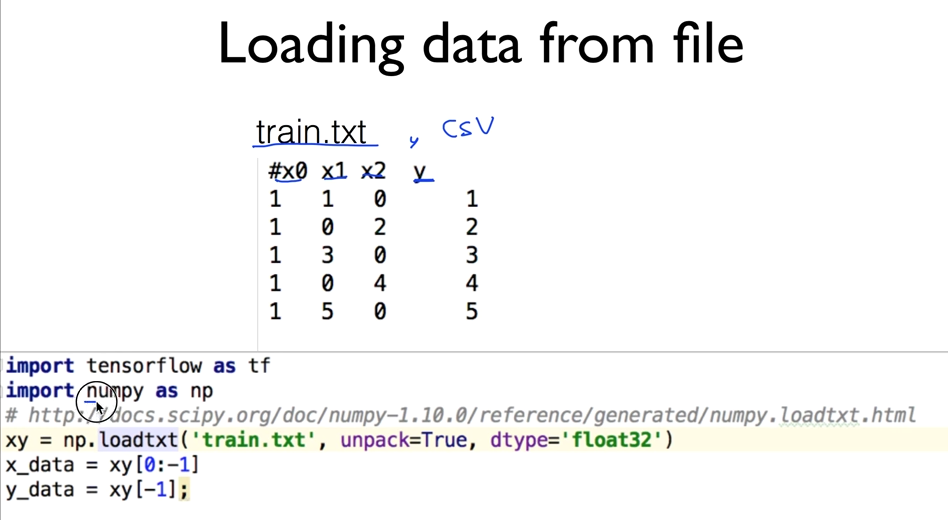 Loading data from file
train.txt , CSV
#x0 x1 x2 y
1 1 0 1
1 0 2 2
1 3 0 3
1 0 4 4
1 5 0 5
import tensorflow as tf
import numpy as np
# http://docs.scipy.org/doc/numpy-1.10.0/reference/generated/numpy.loadtxt.html
xy = np.loadtxt('train.txt', unpack=True, dtype='float32')
x_data = xy[0:-1]
y_data = xy[-1];